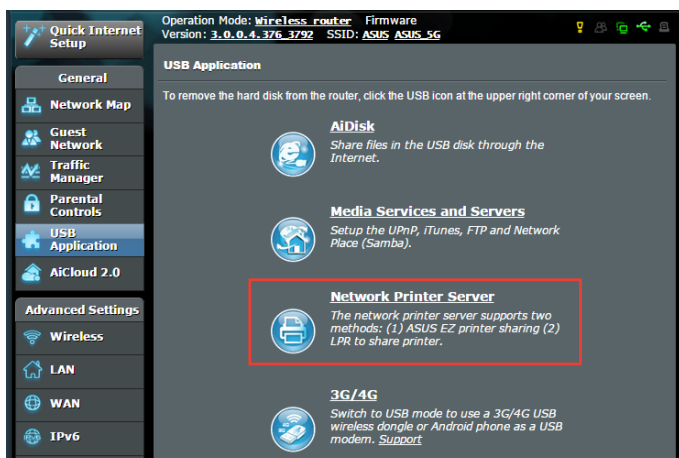 Quick Internet
Setup
Operation Mode: Wireless router Firmware
Version: 3.0.0.4.376_3792 SSID: ASUS ASUS_5G
General
Network Map
Guest
Network
Traffic
Manager
Parental
Controls
USB
Application
AiCloud 2.0
Advanced Settings
Wireless
LAN
WAN
IPv6
USB Application
To remove the hard disk from the router, click the USB icon at the upper right corner of your screen.
AiDisk
Share files in the USB disk through the
Internet.
Media Services and Servers
Setup the UPnP, iTunes, FTP and Network
Place (Samba).
Network Printer Server
The network printer server supports two
methods: (1) ASUS EZ printer sharing (2)
LPR to share printer.
3G/4G
Switch to USB mode to use a 3G/4G USB
wireless dongle or Android phone as a USB
modem. Support